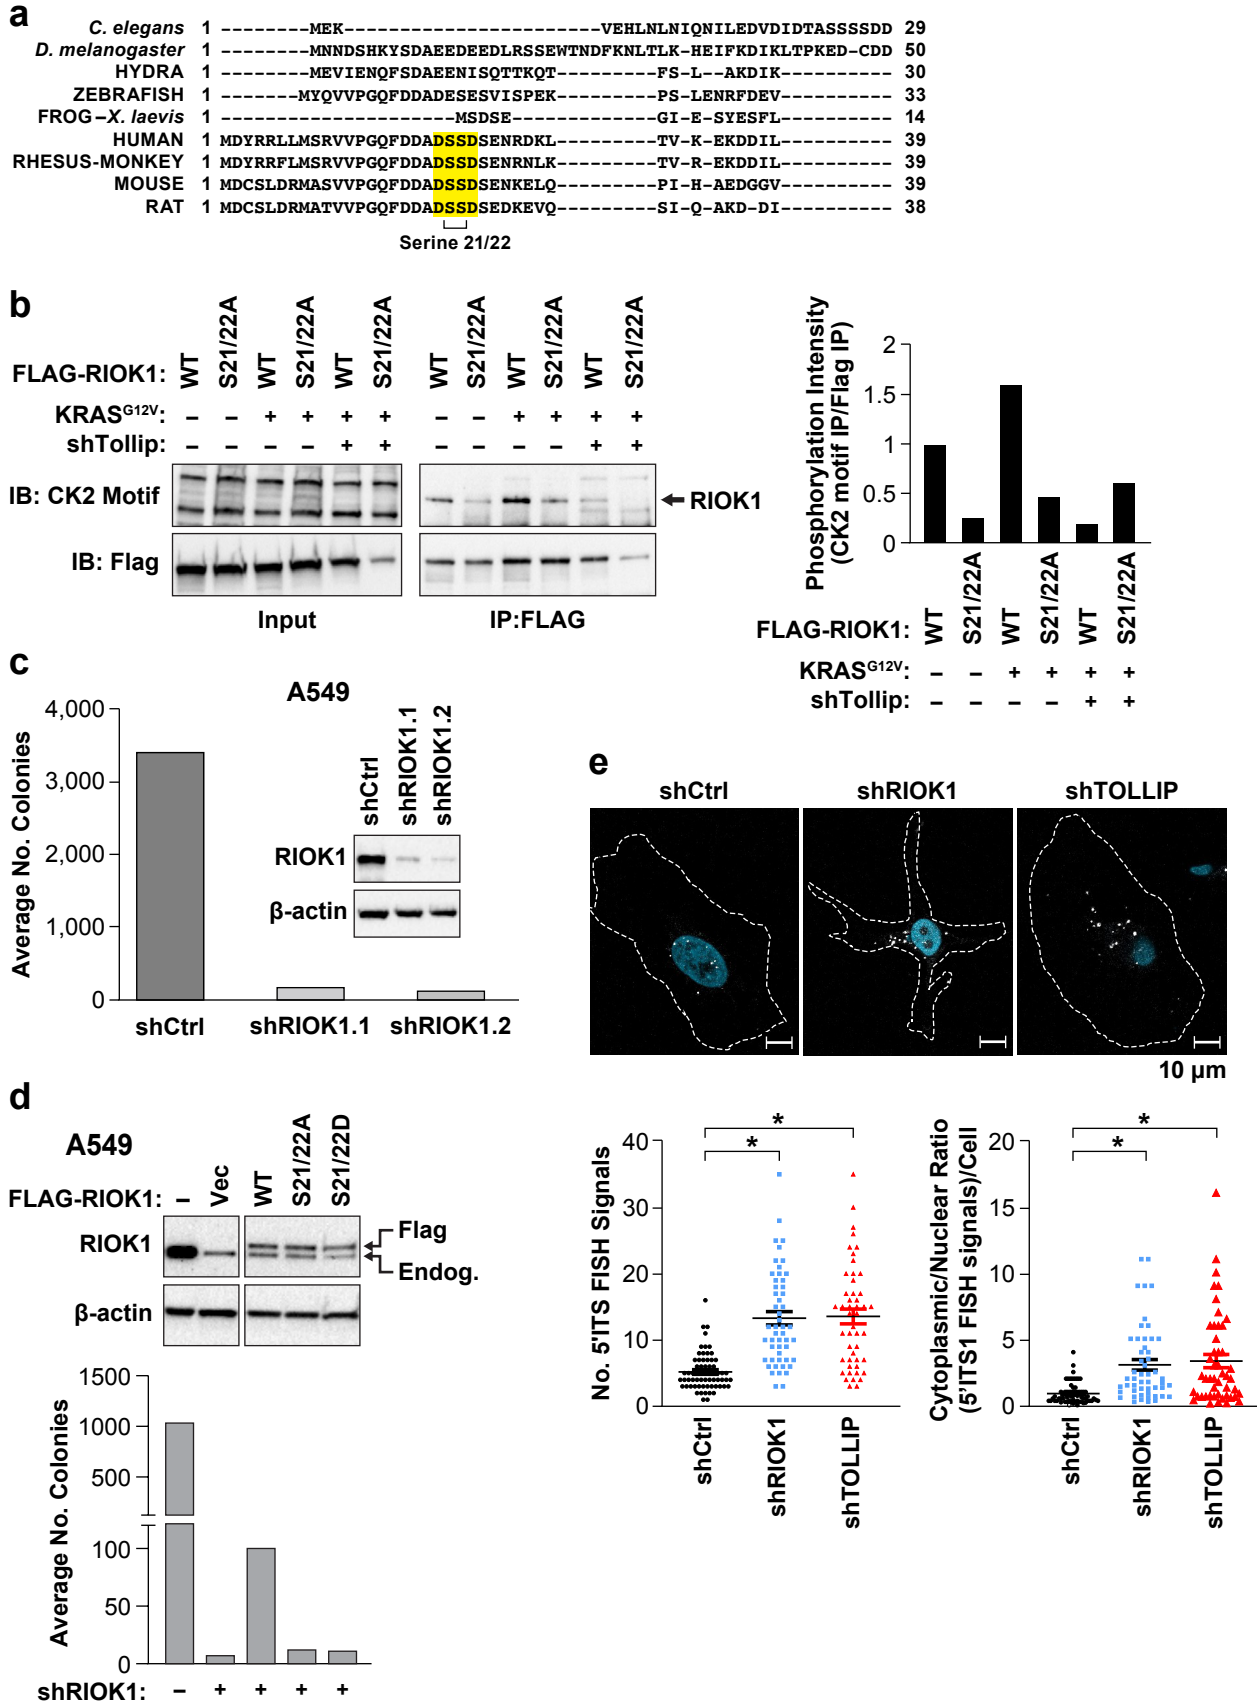 a
C. elegans 1 --------MEK-----------------------VEHLNLNIQNILEDVDIDTASSSSDD 29
D. melanogaster 1 --------MNNDSHKYSDAEEDEEDLRSSEWTNDFKNLTLK-HEIFKDIKLTPKED-CDD 50
HYDRA 1 --------MEVIENQFSDAEENISQTTKQT---------FS-L--AKDIK---------- 30
ZEBRAFISH 1 -------MYQVVPGQFDDADESESVISPEK---------PS-LENRFDEV---------- 33
FROG–X. laevis 1 ---------------------MSDSE-------------GI-E-SYESFL---------- 14
HUMAN 1 MDYRRLLMSRVVPGQFDDADSSDSENRDKL---------TV-K-EKDDIL---------- 39
RHESUS-MONKEY 1 MDYRREFMSRVVPGQFDDADSSDSENRNLK---------TV-R-EKDDIL---------- 39
MOUSE 1 MDCSLDRMASVVPGQFDDADSSDSENKELQ---------PI-H-AEDGGV---------- 39
RAT 1 MDCSLDRMATVVPGQFDDADSSDSEDKEVQ---------SI-Q-AKD-DI---------- 38
Serine 21/22
b
FLAG-RIOK1: WT S21/22A WT S21/22A WT S21/22A WT S21/22A WT S21/22A WT S21/22A
KRASG12V: – – + + + + – – + + + +
shTollip: – – – – + + – – – – + +
IB: CK2 Motif
RIOK1
IB: Flag
Input IP:FLAG
Phosphorylation Intensity
(CK2 motif IP/Flag IP)
2
1.5
1
0.5
0
FLAG-RIOK1: WT S21/22A WT S21/22A WT S21/22A
KRASG12V: – – + + + +
shTollip: – – – – + +
c
A549
Average No. Colonies
4,000
3,000
2,000
1,000
0
shCtrl shRIOK1.1 shRIOK1.2
shCtrl shRIOK1.1 shRIOK1.2
RIOK1
β-actin
d
A549
FLAG-RIOK1: – Vec WT S21/22A S21/22D
RIOK1
Flag
Endog.
β-actin
Average No. Colonies
1500
1000
500
100
50
0
shRIOK1: – + + + +
e
shCtrl shRIOK1 shTOLLIP
10 μm
No. 5'ITS FISH Signals
40
30
20
10
0
* *
shCtrl shRIOK1 shTOLLIP
Cytoplasmic/Nuclear Ratio
(5'ITS1 FISH signals)/Cell
20
15
10
5
0
* *
shCtrl shRIOK1 shTOLLIP